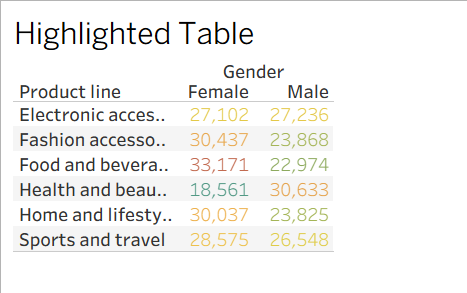 Highlighted Table
Gender
Product line Female Male
Electronic acces.. 27,102 27,236
Fashion accesso.. 30,437 23,868
Food and bevera.. 33,171 22,974
Health and beau.. 18,561 30,633
Home and lifesty.. 30,037 23,825
Sports and travel 28,575 26,548